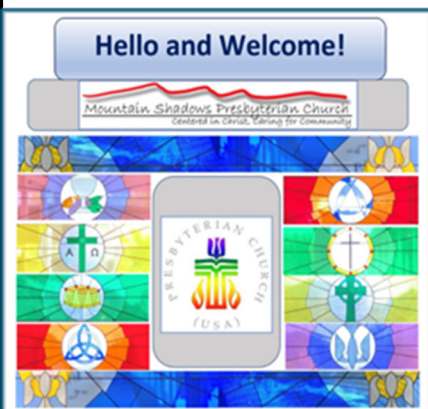 Hello and Welcome!
Mountain Shadows Presbyterian Church
Centered in Christ, Caring for Community
Α Ω
PRESBYTERIAN CHURCH
(USA)